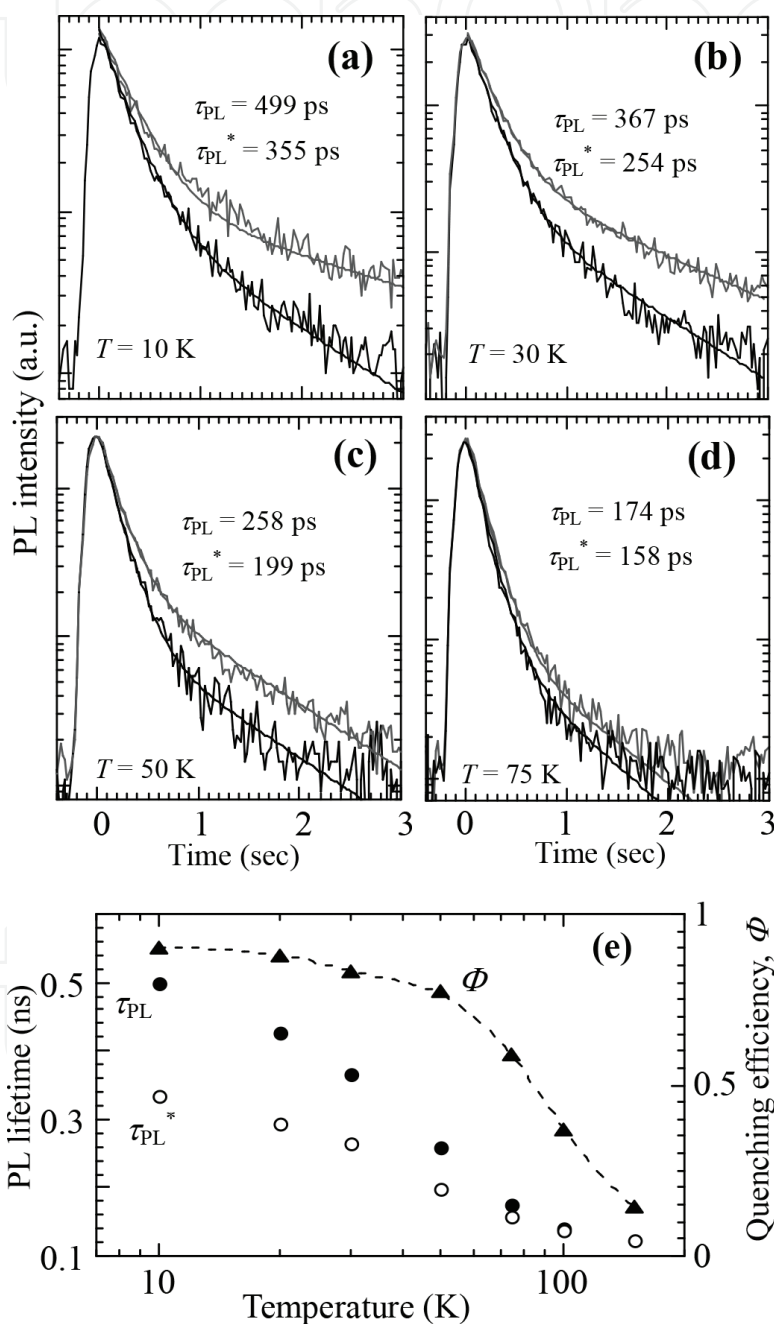 (a)
τPL = 499 ps
τPL* = 355 ps
T = 10 K
(b)
τPL = 367 ps
τPL* = 254 ps
T = 30 K
PL intensity (a.u.)
(c)
τPL = 258 ps
τPL* = 199 ps
T = 50 K
(d)
τPL = 174 ps
τPL* = 158 ps
T = 75 K
0 1 2 3
Time (sec)
0 1 2 3
Time (sec)
(e)
Φ
τPL
τPL*
0.5
0.3
0.1
PL lifetime (ns)
1
0.5
0
Quenching efficiency, Φ
10 100
Temperature (K)